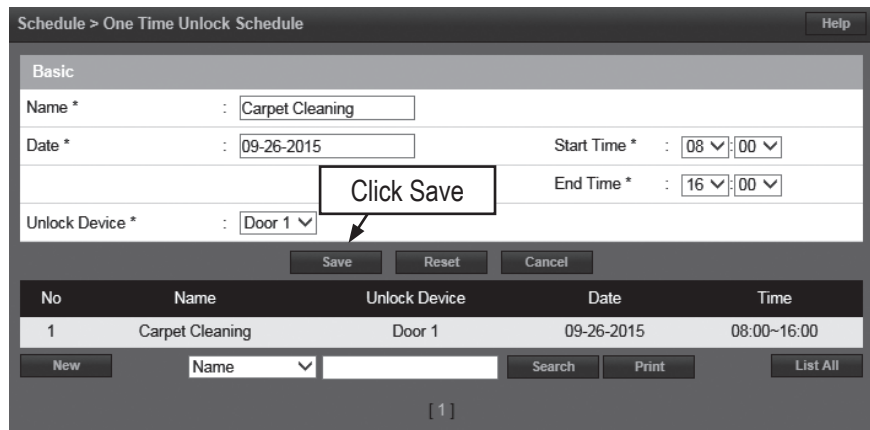 Schedule > One Time Unlock Schedule Help
Basic
Name * : Carpet Cleaning
Date * : 09-26-2015 Start Time * : 08 : 00
End Time * : 16 : 00
Click Save
Unlock Device * : Door 1
Save Reset Cancel
No Name Unlock Device Date Time
1 Carpet Cleaning Door 1 09-26-2015 08:00~16:00
New Name Search Print List All
[ 1 ]